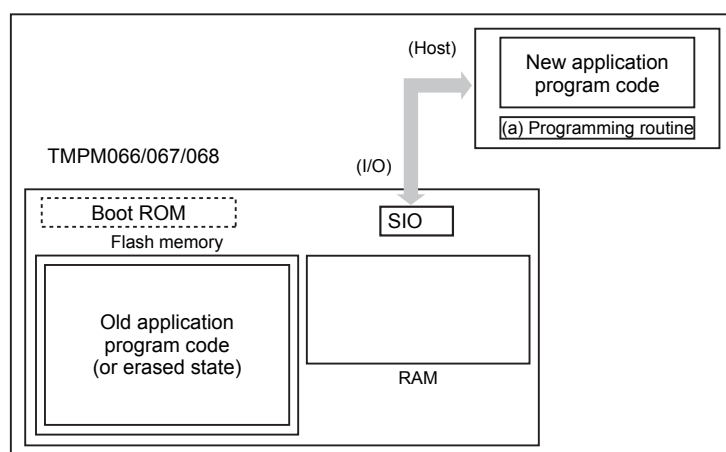 (Host)
New application
program code
(a) Programming routine
TMPM066/067/068
(I/O)
Boot ROM
SIO
Flash memory
Old application
program code
(or erased state)
RAM